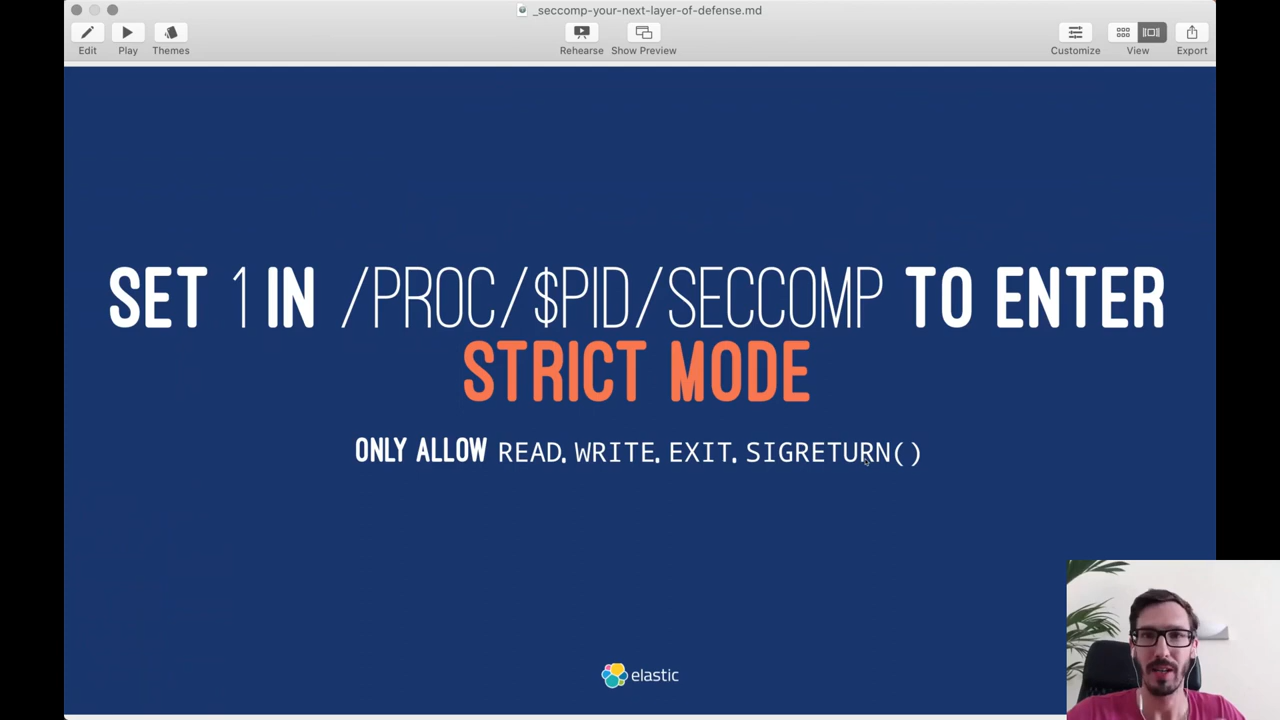 _seccomp-your-next-layer-of-defense.md
Edit Play Themes Rehearse Show Preview Customize View Export
SET 1 IN /PROC/$PID/SECCOMP TO ENTER
STRICT MODE
ONLY ALLOW READ, WRITE, EXIT, SIGRETURN()
elastic